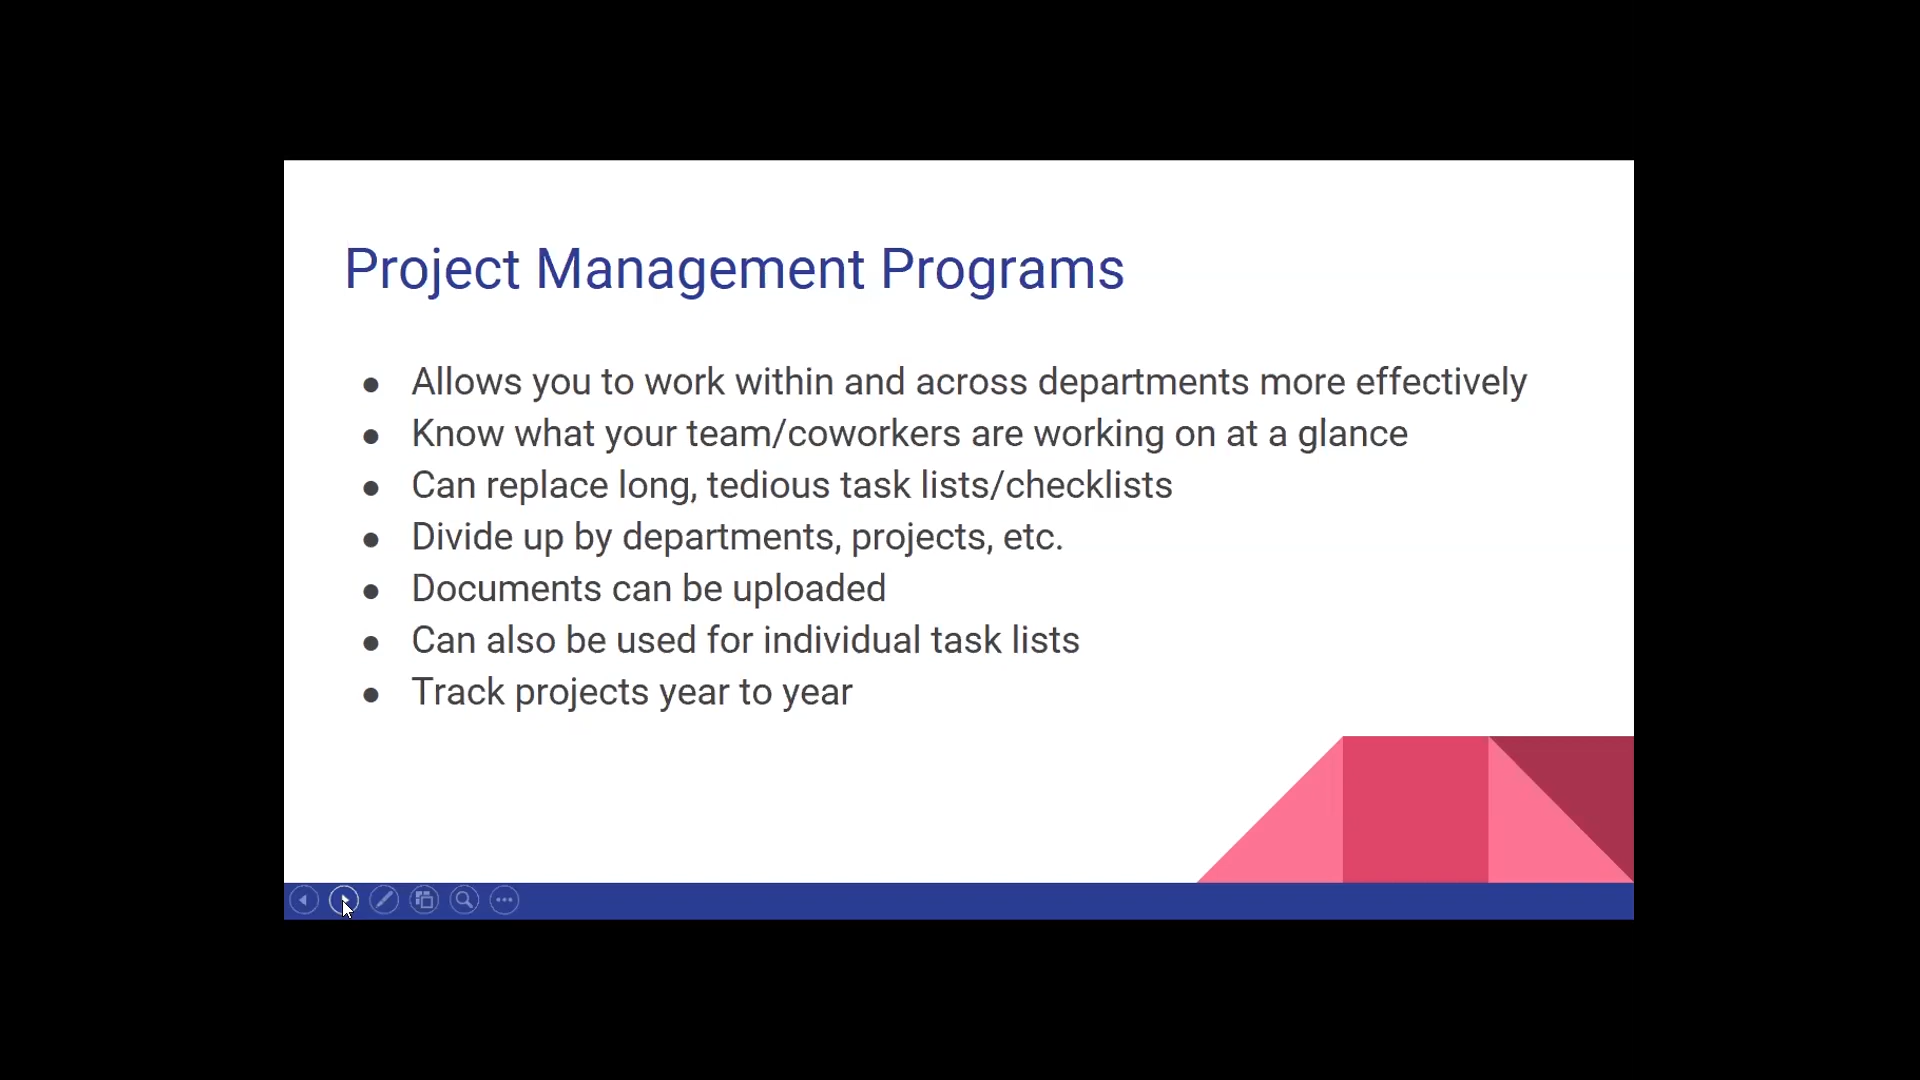 Project Management Programs
● Allows you to work within and across departments more effectively
● Know what your team/coworkers are working on at a glance
● Can replace long, tedious task lists/checklists
● Divide up by departments, projects, etc.
● Documents can be uploaded
● Can also be used for individual task lists
● Track projects year to year